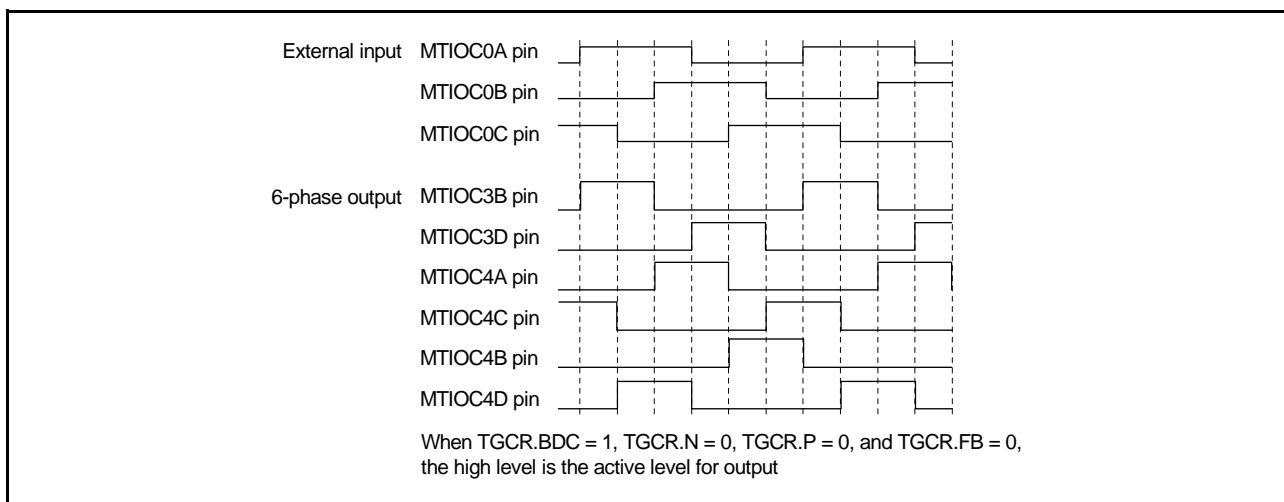 External input MTIOC0A pin
MTIOC0B pin
MTIOC0C pin
6-phase output MTIOC3B pin
MTIOC3D pin
MTIOC4A pin
MTIOC4C pin
MTIOC4B pin
MTIOC4D pin
When TGCR.BDC = 1, TGCR.N = 0, TGCR.P = 0, and TGCR.FB = 0,
the high level is the active level for output